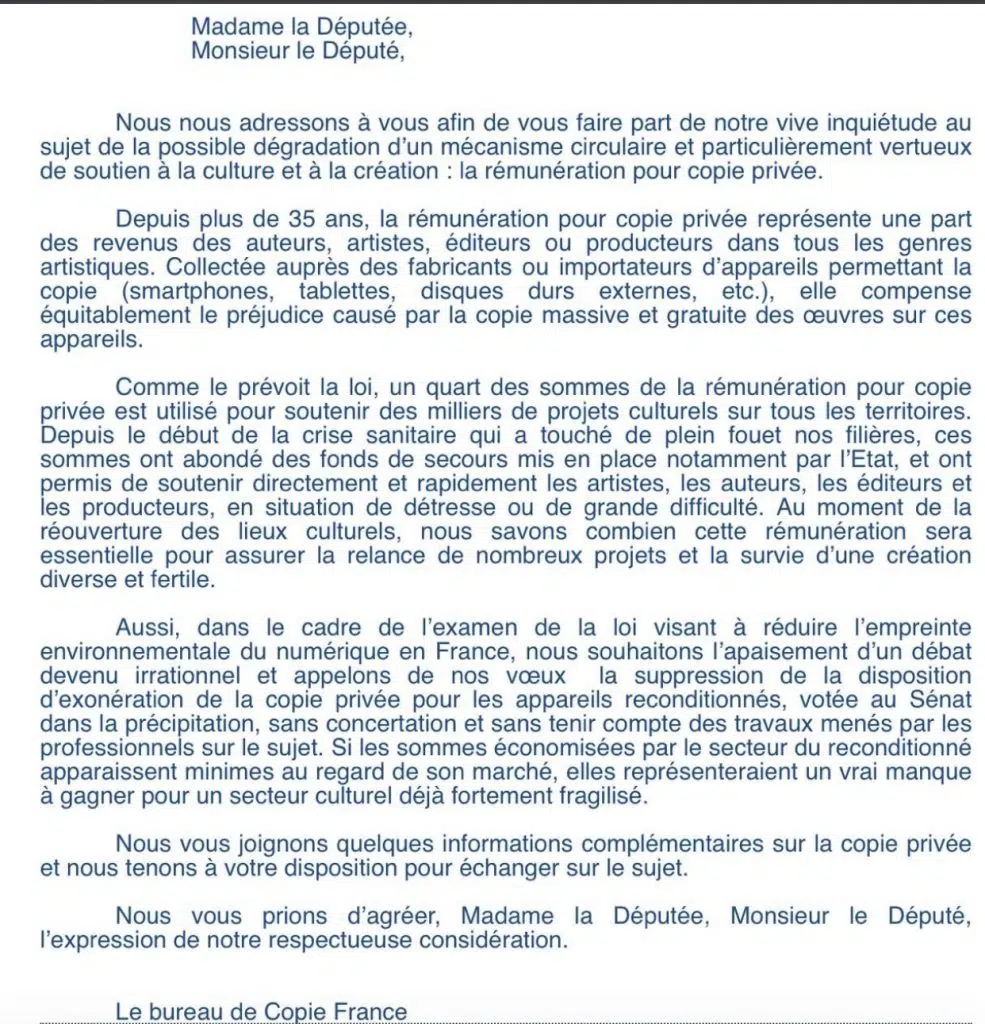 Madame la Députée,
Monsieur le Député,
Nous nous adressons à vous afin de vous faire part de notre vive inquiétude au
sujet de la possible dégradation d'un mécanisme circulaire et particulièrement vertueux
de soutien à la culture et à la création : la rémunération pour copie privée.
Depuis plus de 35 ans, la rémunération pour copie privée représente une part
des revenus des auteurs, artistes, éditeurs ou producteurs dans tous les genres
artistiques. Collectée auprès des fabricants ou importateurs d'appareils permettant la
copie (smartphones, tablettes, disques durs externes, etc.), elle compense
équitablement le préjudice causé par la copie massive et gratuite des œuvres sur ces
appareils.
Comme le prévoit la loi, un quart des sommes de la rémunération pour copie
privée est utilisé pour soutenir des milliers de projets culturels sur tous les territoires.
Depuis le début de la crise sanitaire qui a touché de plein fouet nos filières, ces
sommes ont abondé des fonds de secours mis en place notamment par l'Etat, et ont
permis de soutenir directement et rapidement les artistes, les auteurs, les éditeurs et
les producteurs, en situation de détresse ou de grande difficulté. Au moment de la
réouverture des lieux culturels, nous savons combien cette rémunération sera
essentielle pour assurer la relance de nombreux projets et la survie d'une création
diverse et fertile.
Aussi, dans le cadre de l'examen de la loi visant à réduire l'empreinte
environnementale du numérique en France, nous souhaitons l'apaisement d'un débat
devenu irrationnel et appelons de nos vœux la suppression de la disposition
d'exonération de la copie privée pour les appareils reconditionnés, votée au Sénat
dans la précipitation, sans concertation et sans tenir compte des travaux menés par les
professionnels sur le sujet. Si les sommes économisées par le secteur du reconditionné
apparaissent minimes au regard de son marché, elles représenteraient un vrai manque
à gagner pour un secteur culturel déjà fortement fragilisé.
Nous vous joignons quelques informations complémentaires sur la copie privée
et nous tenons à votre disposition pour échanger sur le sujet.
Nous vous prions d'agréer, Madame la Députée, Monsieur le Député,
l'expression de notre respectueuse considération.
Le bureau de Copie France